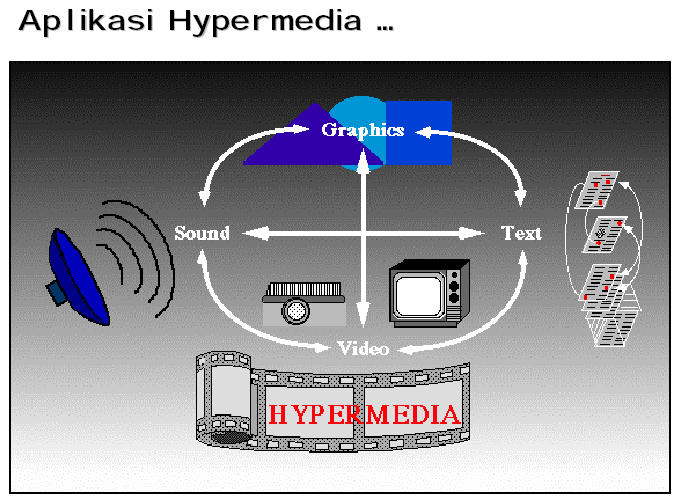 Aplikasi Hypermedia ...
Graphics
Sound
Text
Video
HYPERMEDIA